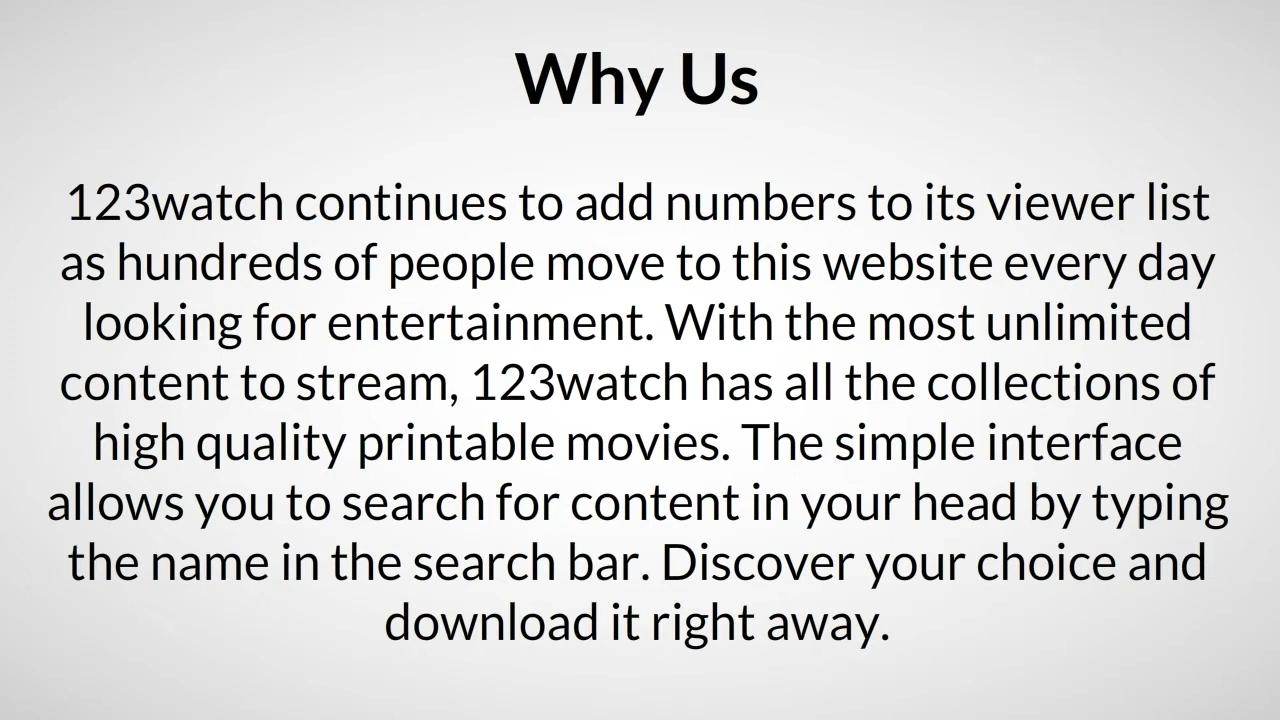 Why Us
123watch continues to add numbers to its viewer list
as hundreds of people move to this website every day
looking for entertainment. With the most unlimited
content to stream, 123watch has all the collections of
high quality printable movies. The simple interface
allows you to search for content in your head by typing
the name in the search bar. Discover your choice and
download it right away.